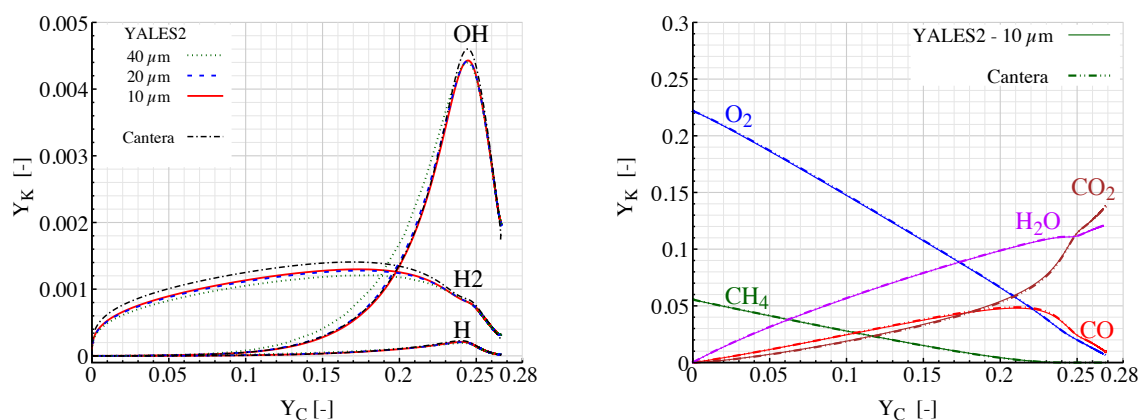 0.005
0.004
0.003
0.002
0.001
0
Y_K [-]
YALES2
40 µm
20 µm
10 µm
Cantera
OH
H2
H
0 0.05 0.1 0.15 0.2 0.25 0.28
Y_C [-]
0.3
0.25
0.2
0.15
0.1
0.05
0
Y_K [-]
YALES2 - 10 µm
Cantera
O₂
CO₂
H₂O
CH₄
CO
0 0.05 0.1 0.15 0.2 0.25 0.28
Y_C [-]